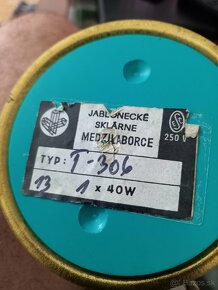 JABLONECKÉ
SKLÁRNE
MEDZILABORCE
250 V
TYP: T-306
13 1 x 40W